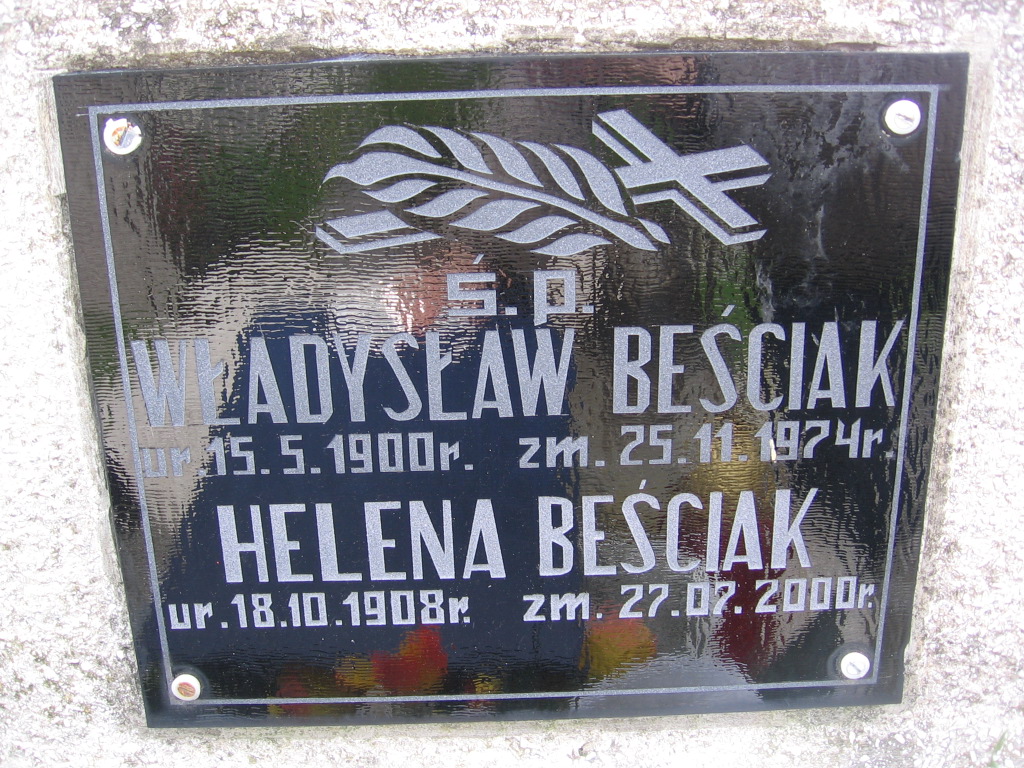 ś. p.
WŁADYSŁAW BEŚCIAK
ur 15.5.1900r. zm. 25.11.1974r.
HELENA BEŚCIAK
ur.18.10.1908r. zm. 27.07.2000r.